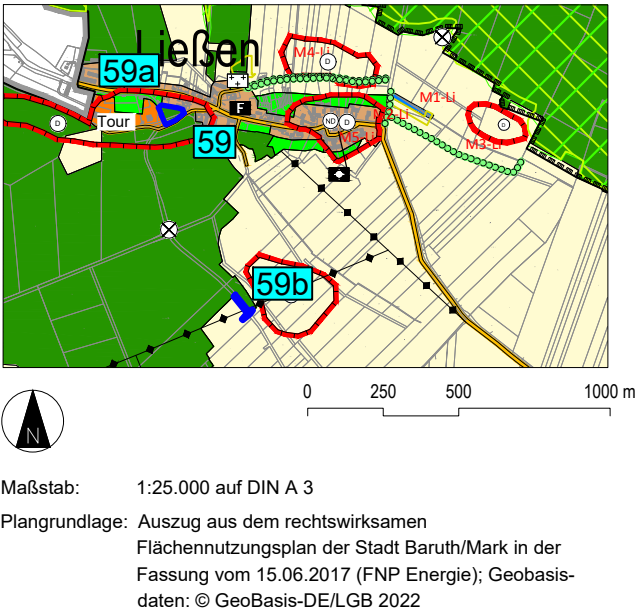 Ließen
59a
M4-Li
D
M1-Li
F
Tour
D
ND
D
D
59
M5-Li
M3-Li
59b
N
0 250 500 1000 m
Maßstab: 1:25.000 auf DIN A 3
Plangrundlage: Auszug aus dem rechtswirksamen
Flächennutzungsplan der Stadt Baruth/Mark in der
Fassung vom 15.06.2017 (FNP Energie); Geobasis-
daten: © GeoBasis-DE/LGB 2022